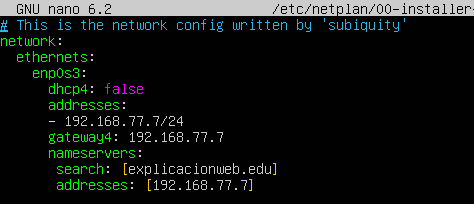 GNU nano 6.2 /etc/netplan/00-installer-
# This is the network config written by 'subiquity'
network:
  ethernets:
    enp0s3:
      dhcp4: false
      addresses:
      - 192.168.77.7/24
      gateway4: 192.168.77.7
      nameservers:
       search: [explicacionweb.edu]
       addresses: [192.168.77.7]